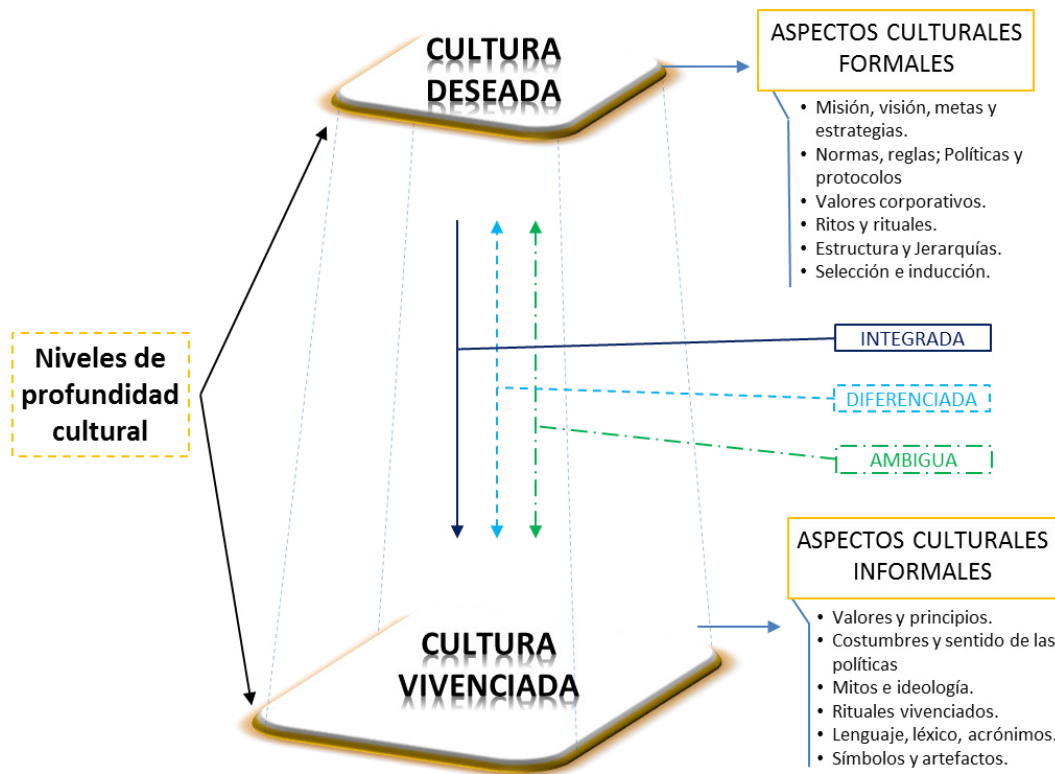 CULTURA
DESEADA
ASPECTOS CULTURALES
FORMALES
• Misión, visión, metas y
estrategias.
• Normas, reglas; Políticas y
protocolos
• Valores corporativos.
• Ritos y rituales.
• Estructura y Jerarquías.
• Selección e inducción.
Niveles de
profundidad
cultural
INTEGRADA
DIFERENCIADA
AMBIGUA
ASPECTOS CULTURALES
INFORMALES
• Valores y principios.
• Costumbres y sentido de las
políticas
• Mitos e ideología.
• Rituales vivenciados.
• Lenguaje, léxico, acrónimos.
• Símbolos y artefactos.
CULTURA
VIVENCIADA